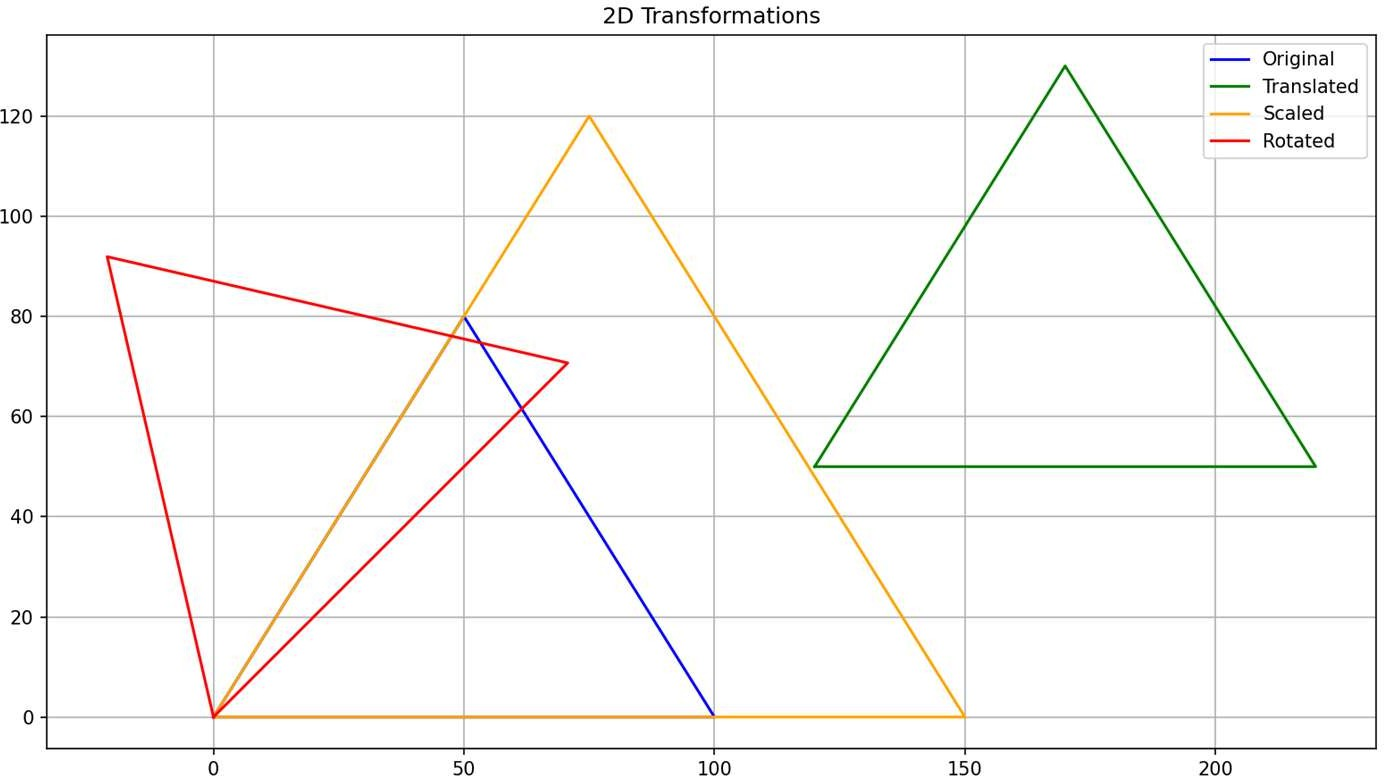 2D Transformations
Original
Translated
Scaled
Rotated
120
100
80
60
40
20
0
0 50 100 150 200